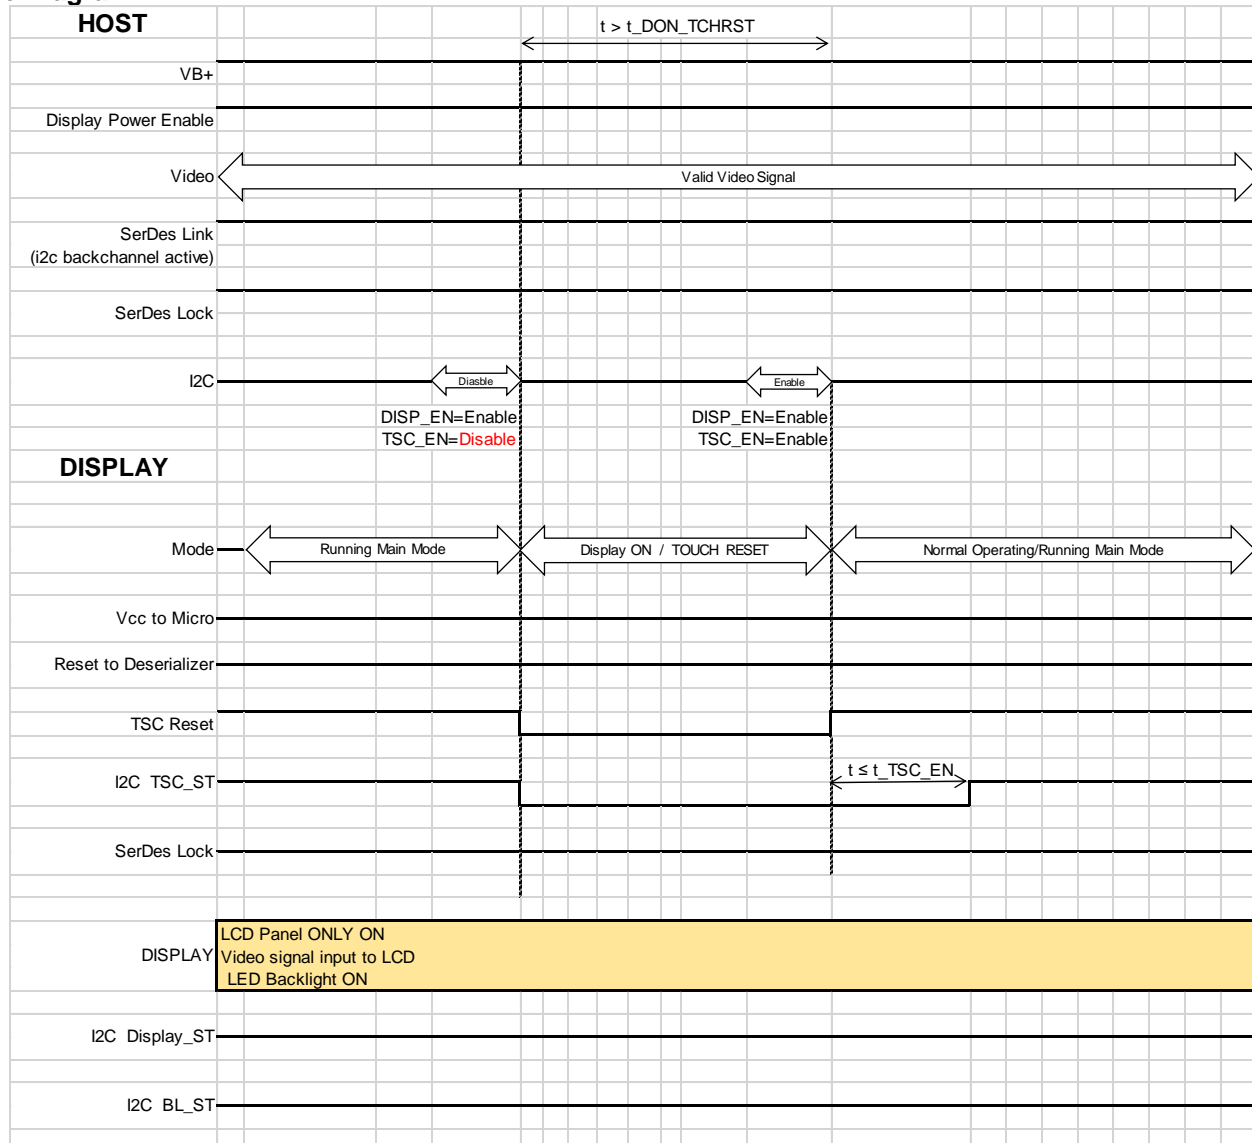 HOST
t > t_DON_TCHRST
VB+
Display Power Enable
Video
Valid Video Signal
SerDes Link
(i2c backchannel active)
SerDes Lock
I2C
Diasble
Enable
DISP_EN=Enable
DISP_EN=Enable
TSC_EN=Disable
TSC_EN=Enable
DISPLAY
Mode
Running Main Mode
Display ON / TOUCH RESET
Normal Operating/Running Main Mode
Vcc to Micro
Reset to Deserializer
TSC Reset
I2C TSC_ST
t ≤ t_TSC_EN
SerDes Lock
LCD Panel ONLY ON
DISPLAY
Video signal input to LCD
LED Backlight ON
I2C Display_ST
I2C BL_ST